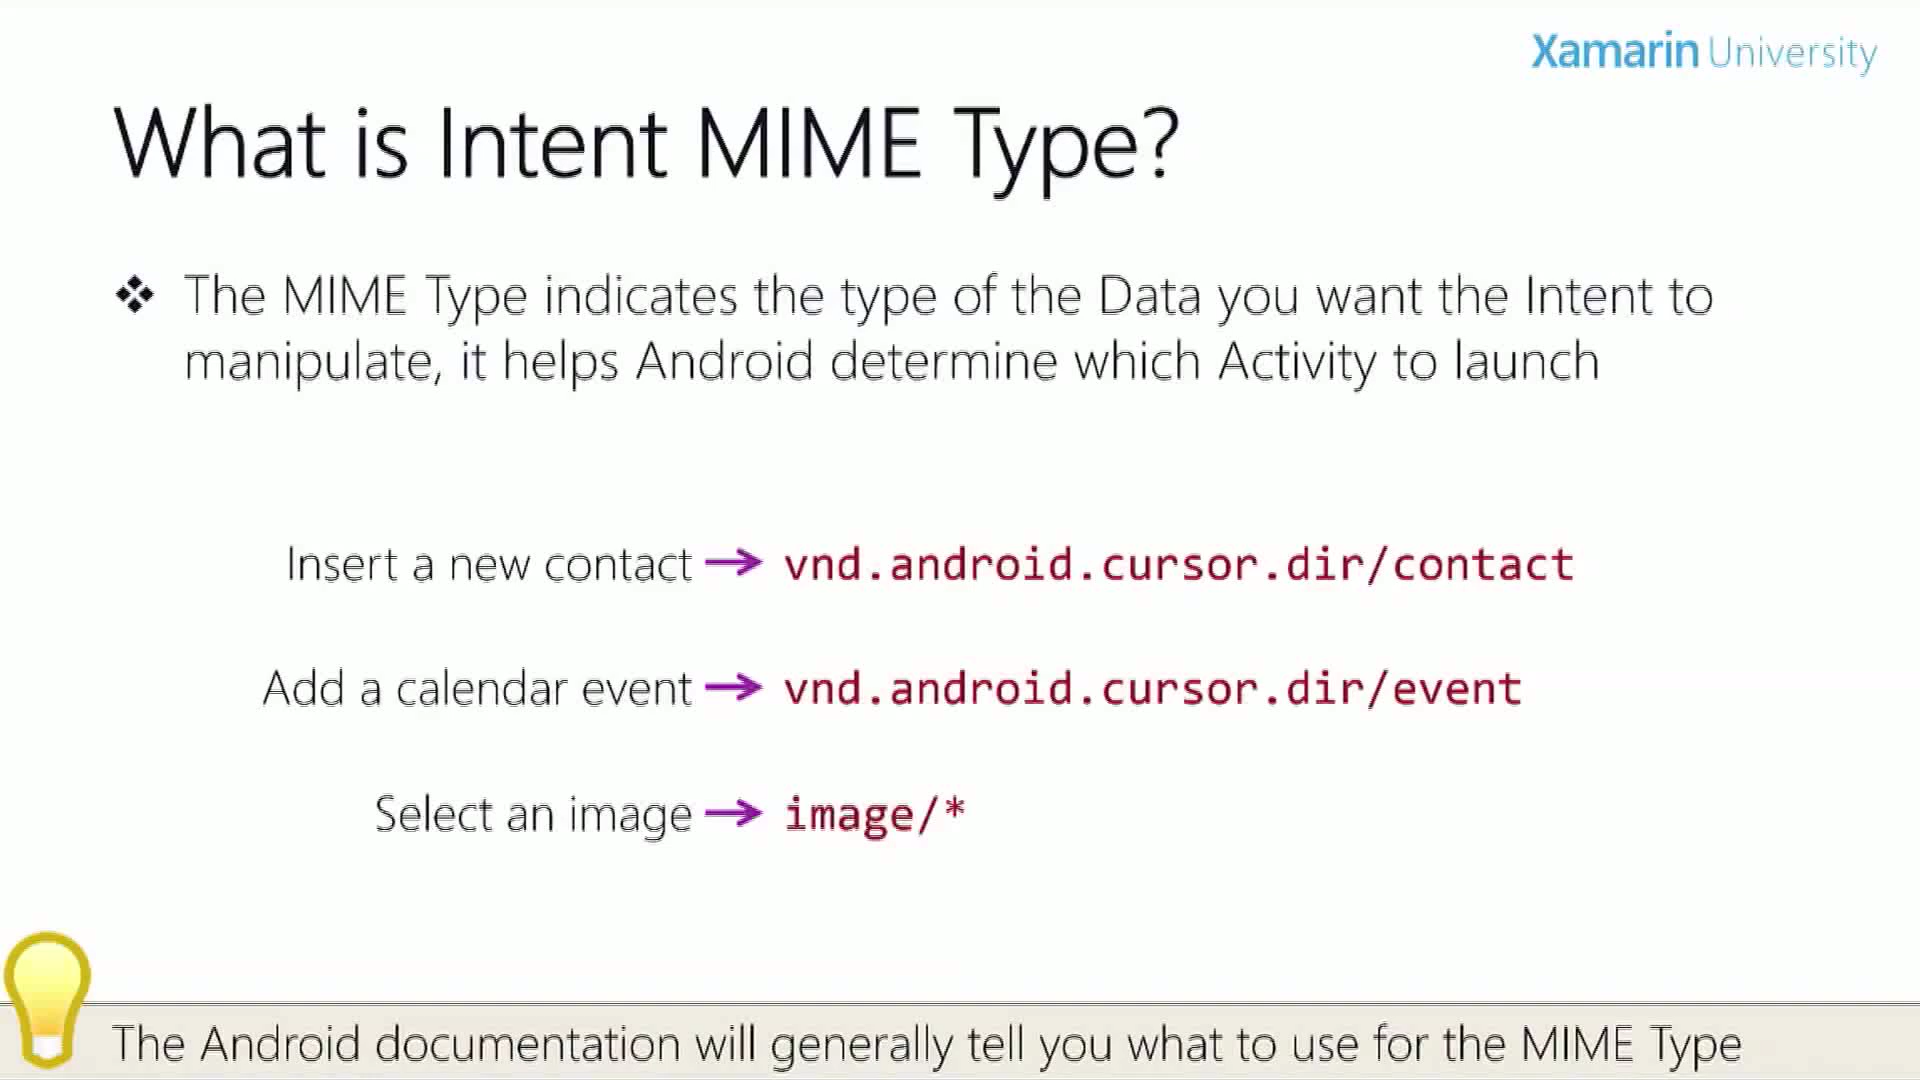 Xamarin University
What is Intent MIME Type?
❖ The MIME Type indicates the type of the Data you want the Intent to
manipulate, it helps Android determine which Activity to launch
Insert a new contact → vnd.android.cursor.dir/contact
Add a calendar event → vnd.android.cursor.dir/event
Select an image → image/*
The Android documentation will generally tell you what to use for the MIME Type